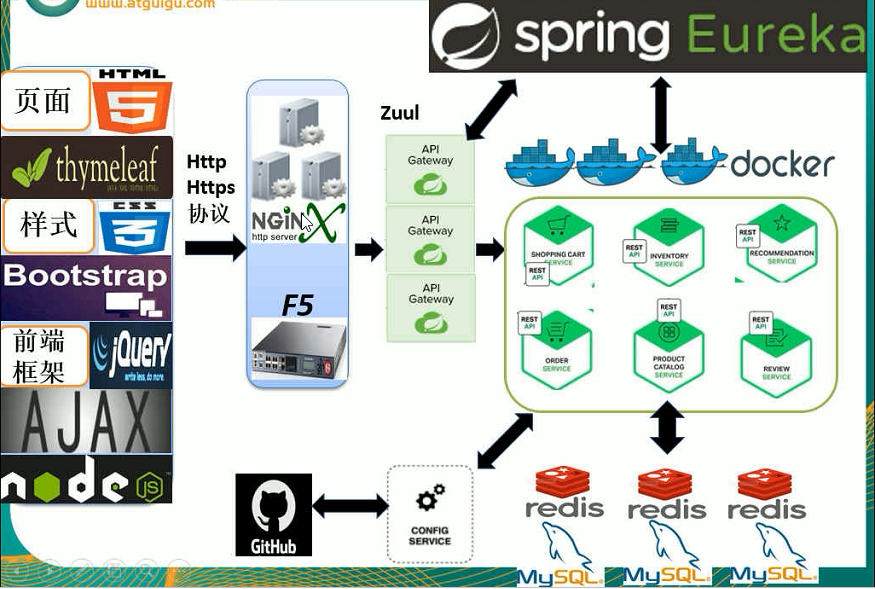 www.atguigu.com
spring Eureka
页面
HTML
5
thymeleaf
样式
CSS
3
Bootstrap
前端
框架
jQuery
write less, do more.
AJAX
node
JS
Http
Https
协议
NGiNX
http server
F5
Zuul
API
Gateway
API
Gateway
API
Gateway
docker
SHOPPING CART
SERVICE
REST
API
REST
API
INVENTORY
SERVICE
REST
API
RECOMMENDATION
SERVICE
REST
API
ORDER
SERVICE
REST
API
PRODUCT
CATALOG
SERVICE
REST
API
REVIEW
SERVICE
GitHub
CONFIG
SERVICE
redis
redis
redis
MySQL
MySQL
MySQL